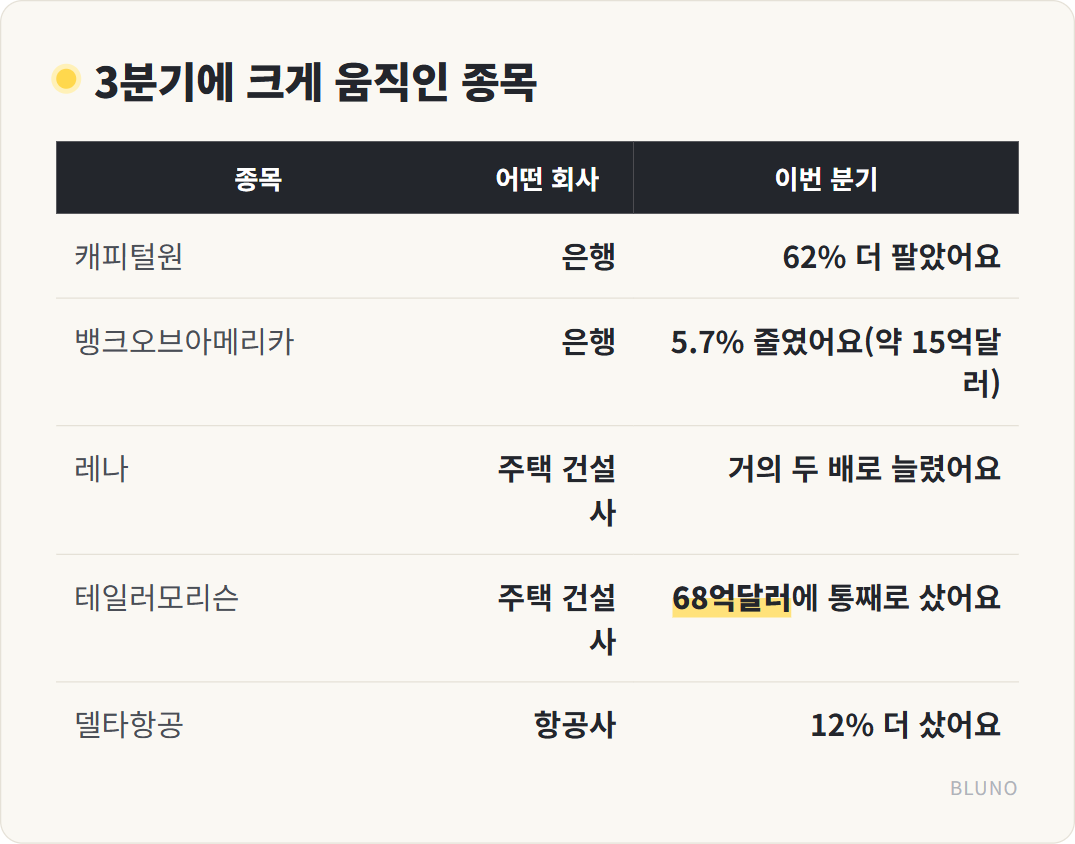 3분기에 크게 움직인 종목
종목 어떤 회사 이번 분기
캐피털원 은행 62% 더 팔았어요
뱅크오브아메리카 은행 5.7% 줄였어요(약 15억달
러)
레나 주택 건설 거의 두 배로 늘렸어요
사
테일러모리슨 주택 건설 68억달러에 통째로 샀어요
사
델타항공 항공사 12% 더 샀어요
BLUNO